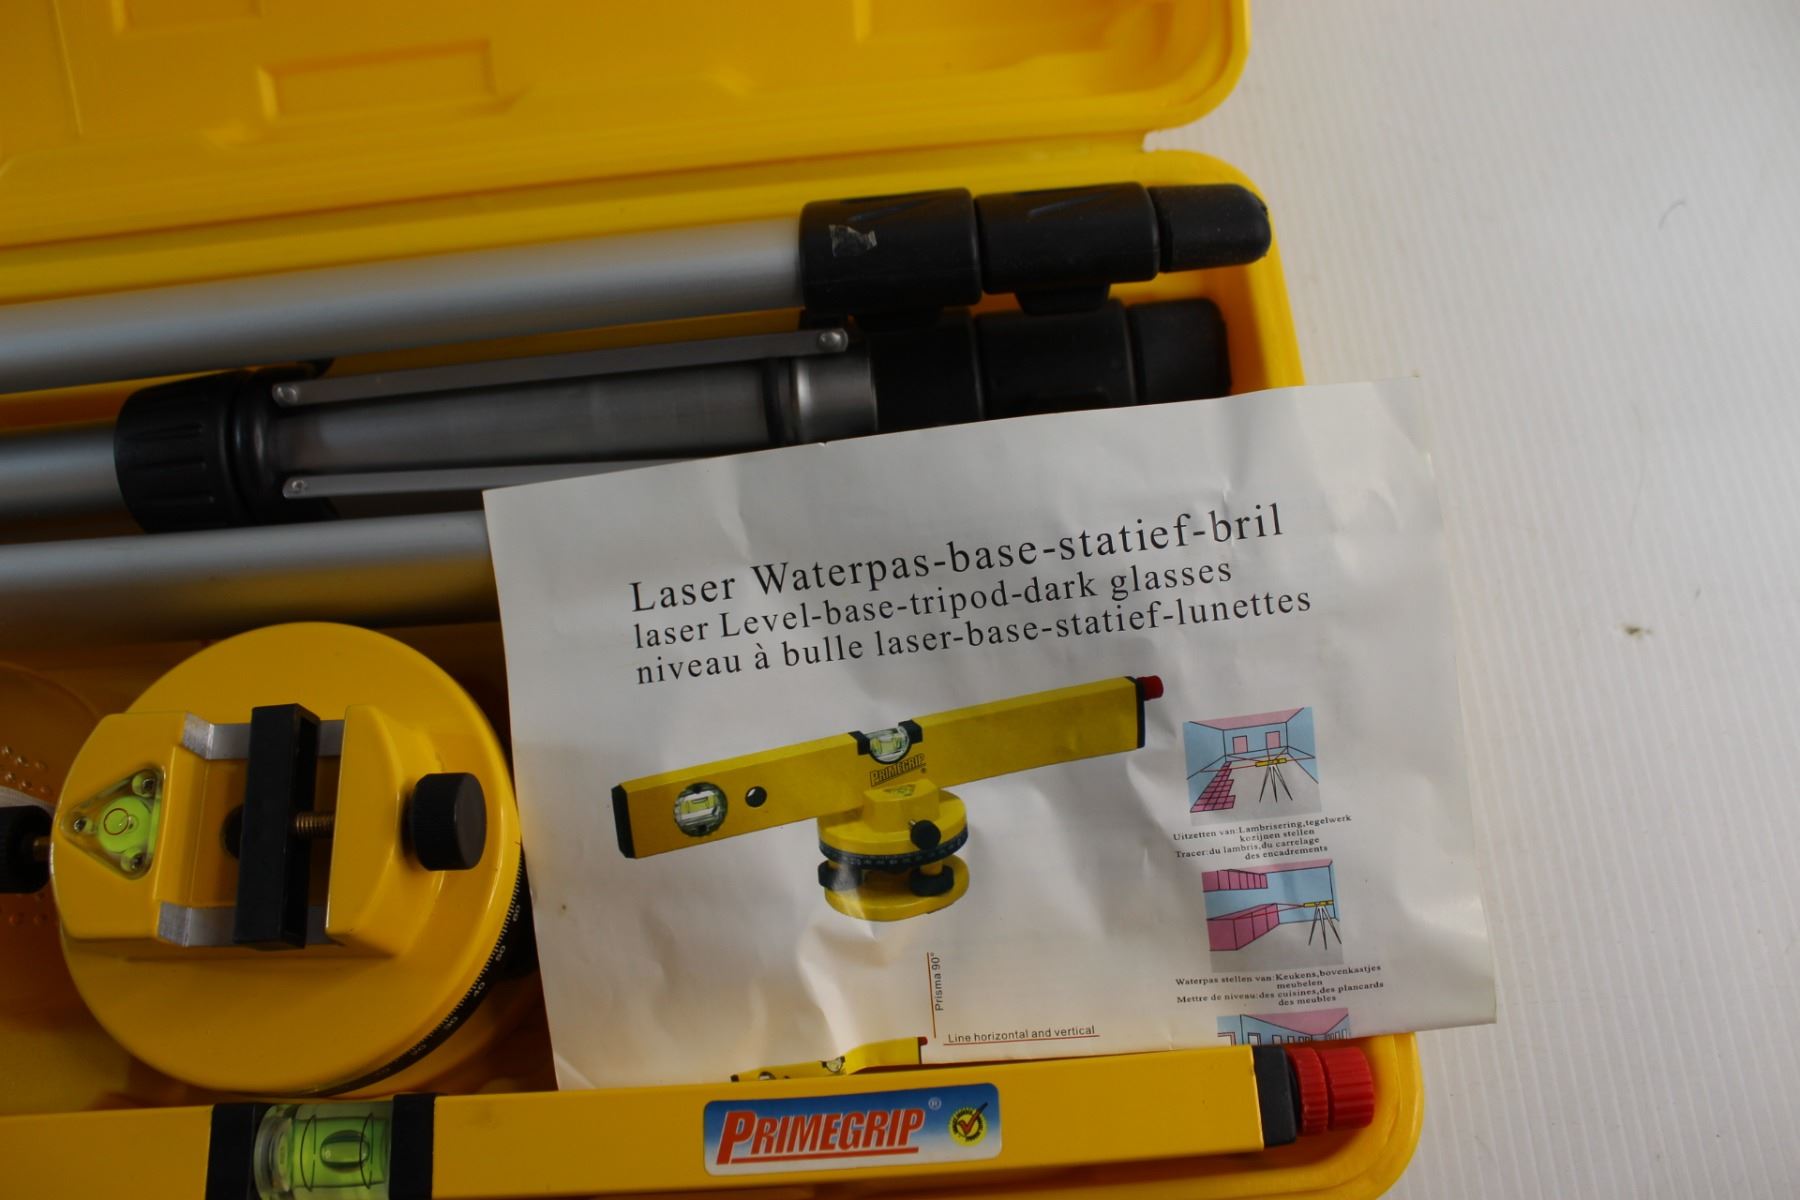 Laser Waterpas-base-statief-bril
laser Level-base-tripod-dark glasses
niveau à bulle laser-base-statief-lunettes
PRIMEGRIP®
Uitzetten van:Lambrisering,tegelwerk
kozijnen stellen
Tracer:du lambris,du carrelage
des encadrements
Waterpas stellen van:Keukens,bovenkastjes
meubelen
Mettre de niveau:des cuisines,des plancards
des meubles
Prisma 90°
Line horizontal and vertical
PRIMEGRIP®